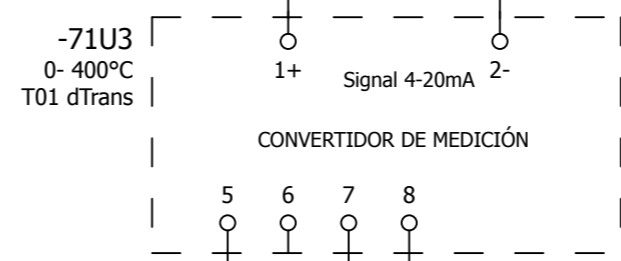 -71U3
0- 400°C
T01 dTrans
1+
Signal 4-20mA
2-
CONVERTIDOR DE MEDICIÓN
5 6 7 8